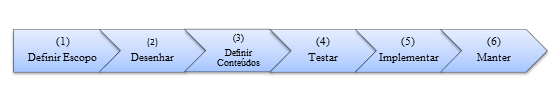 (1)
Definir Escopo
(2)
Desenhar
(3)
Definir
Conteúdos
(4)
Testar
(5)
Implementar
(6)
Manter